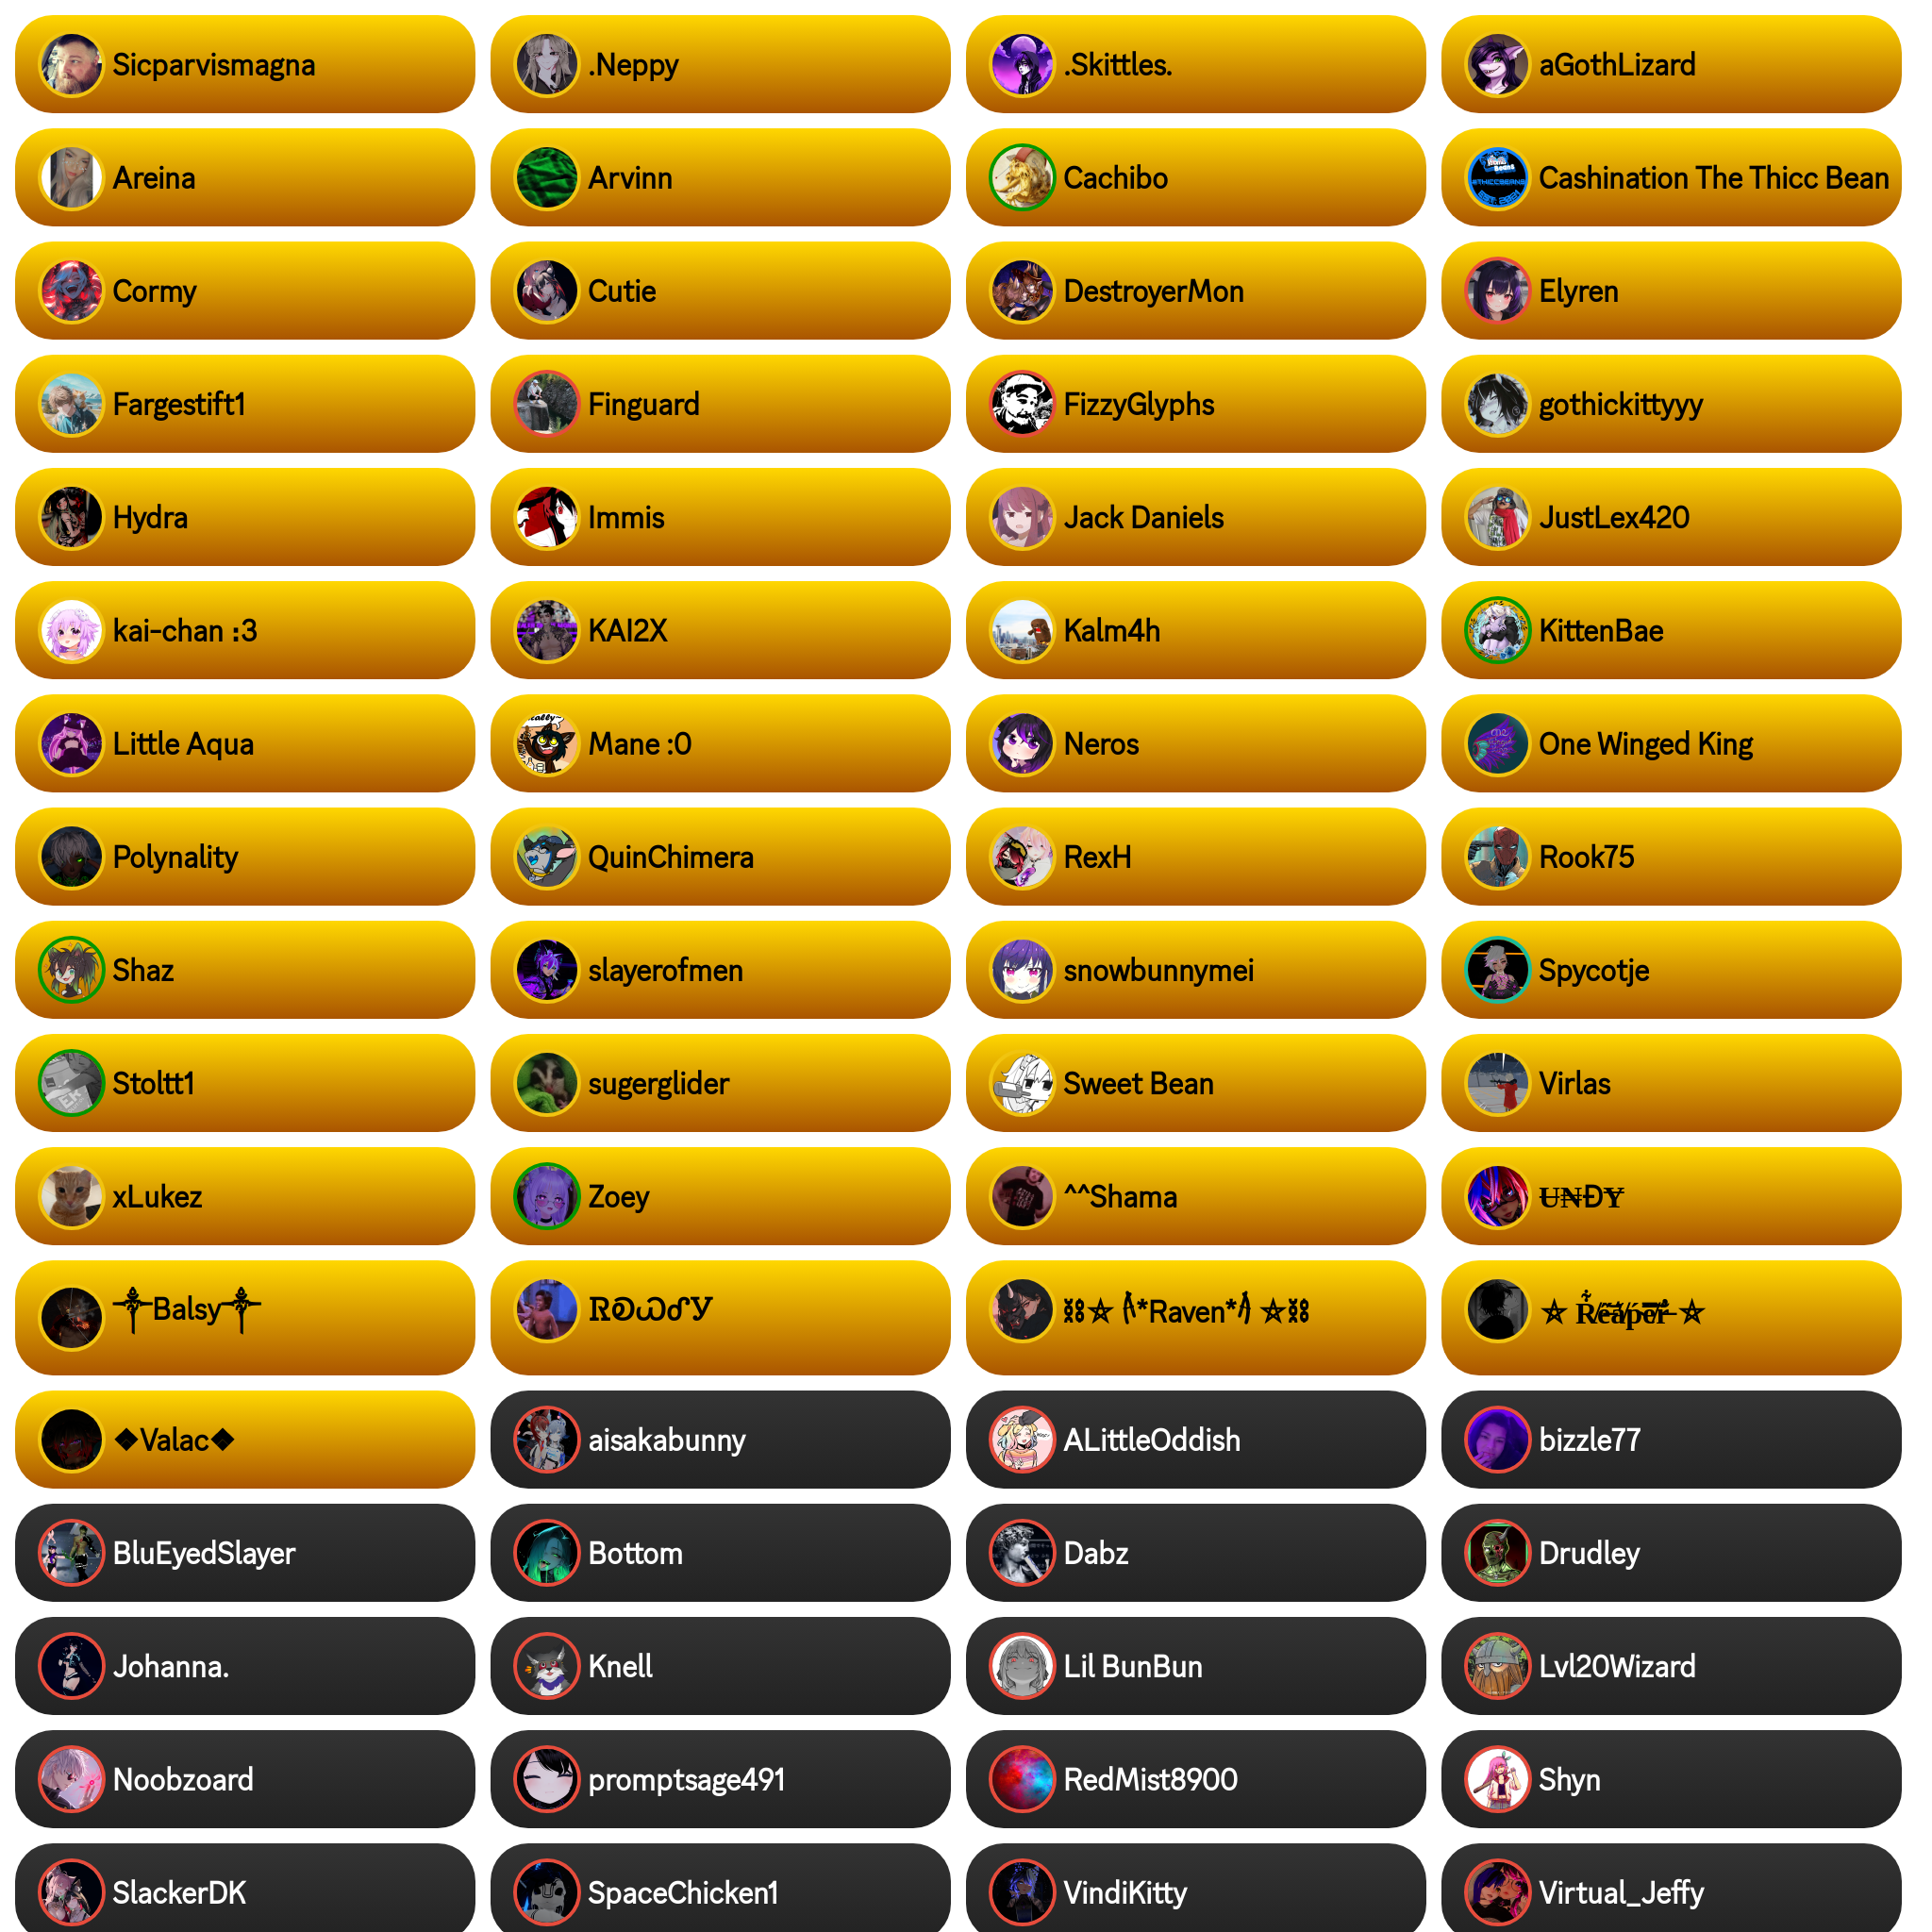 Sicparvismagna
.Neppy
.Skittles.
aGothLizard
Areina
Arvinn
Cachibo
Cashination The Thicc Bean
Cormy
Cutie
DestroyerMon
Elyren
Fargestift1
Finguard
FizzyGlyphs
gothickittyyy
Hydra
Immis
Jack Daniels
JustLex420
kai-chan :3
KAI2X
Kalm4h
KittenBae
Little Aqua
Mane :0
Neros
One Winged King
Polynality
QuinChimera
RexH
Rook75
Shaz
slayerofmen
snowbunnymei
Spycotje
Stoltt1
sugerglider
Sweet Bean
Virlas
xLukez
Zoey
^^Shama
U̶N̶ĐɎ
༒Balsy༒
⛓⛤ *Raven* ⛤⛓
⛤ Reaper ⛤
❖Valac❖
aisakabunny
ALittleOddish
bizzle77
BluEyedSlayer
Bottom
Dabz
Drudley
Johanna.
Knell
Lil BunBun
Lvl20Wizard
Noobzoard
promptsage491
RedMist8900
Shyn
SlackerDK
SpaceChicken1
VindiKitty
Virtual_Jeffy